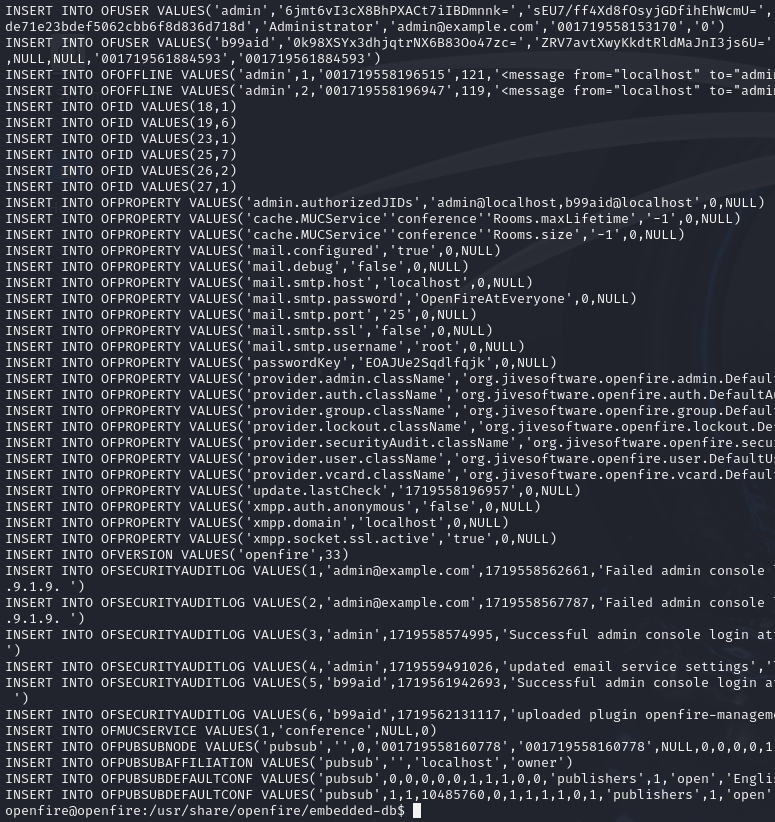 INSERT INTO OFUSER VALUES('admin','6jmt6vI3cX8BhPXACt7iIBDmnnk=','sEU7/ff4Xd8fOsyjGDfihEhWcmU=',
de71e23bdef5062cbb6f8d836d718d','Administrator','admin@example.com','001719558153170','0')
INSERT INTO OFUSER VALUES('b99aid','0k98XSYx3dhjqtrNX6B83Oo47zc=','ZRV7avtXwyKkdtRldMaJnI3js6U='
,NULL,NULL,'001719561884593','001719561884593')
INSERT INTO OFOFFLINE VALUES('admin',1,'001719558196515',121,'<message from="localhost" to="admi
INSERT INTO OFOFFLINE VALUES('admin',2,'001719558196947',119,'<message from="localhost" to="admi
INSERT INTO OFID VALUES(18,1)
INSERT INTO OFID VALUES(19,6)
INSERT INTO OFID VALUES(23,1)
INSERT INTO OFID VALUES(25,7)
INSERT INTO OFID VALUES(26,2)
INSERT INTO OFID VALUES(27,1)
INSERT INTO OFPROPERTY VALUES('admin.authorizedJIDs','admin@localhost,b99aid@localhost',0,NULL)
INSERT INTO OFPROPERTY VALUES('cache.MUCService''conference''Rooms.maxLifetime','-1',0,NULL)
INSERT INTO OFPROPERTY VALUES('cache.MUCService''conference''Rooms.size','-1',0,NULL)
INSERT INTO OFPROPERTY VALUES('mail.configured','true',0,NULL)
INSERT INTO OFPROPERTY VALUES('mail.debug','false',0,NULL)
INSERT INTO OFPROPERTY VALUES('mail.smtp.host','localhost',0,NULL)
INSERT INTO OFPROPERTY VALUES('mail.smtp.password','OpenFireAtEveryone',0,NULL)
INSERT INTO OFPROPERTY VALUES('mail.smtp.port','25',0,NULL)
INSERT INTO OFPROPERTY VALUES('mail.smtp.ssl','false',0,NULL)
INSERT INTO OFPROPERTY VALUES('mail.smtp.username','root',0,NULL)
INSERT INTO OFPROPERTY VALUES('passwordKey','EOAJUe2Sqdlfqjk',0,NULL)
INSERT INTO OFPROPERTY VALUES('provider.admin.className','org.jivesoftware.openfire.admin.Defaul
INSERT INTO OFPROPERTY VALUES('provider.auth.className','org.jivesoftware.openfire.auth.DefaultA
INSERT INTO OFPROPERTY VALUES('provider.group.className','org.jivesoftware.openfire.group.Defaul
INSERT INTO OFPROPERTY VALUES('provider.lockout.className','org.jivesoftware.openfire.lockout.De
INSERT INTO OFPROPERTY VALUES('provider.securityAudit.className','org.jivesoftware.openfire.secu
INSERT INTO OFPROPERTY VALUES('provider.user.className','org.jivesoftware.openfire.user.DefaultU
INSERT INTO OFPROPERTY VALUES('provider.vcard.className','org.jivesoftware.openfire.vcard.Defaul
INSERT INTO OFPROPERTY VALUES('update.lastCheck','1719558196957',0,NULL)
INSERT INTO OFPROPERTY VALUES('xmpp.auth.anonymous','false',0,NULL)
INSERT INTO OFPROPERTY VALUES('xmpp.domain','localhost',0,NULL)
INSERT INTO OFPROPERTY VALUES('xmpp.socket.ssl.active','true',0,NULL)
INSERT INTO OFVERSION VALUES('openfire',33)
INSERT INTO OFSECURITYAUDITLOG VALUES(1,'admin@example.com',1719558562661,'Failed admin console l
.9.1.9. ')
INSERT INTO OFSECURITYAUDITLOG VALUES(2,'admin@example.com',1719558567787,'Failed admin console l
.9.1.9. ')
INSERT INTO OFSECURITYAUDITLOG VALUES(3,'admin',1719558574995,'Successful admin console login at
')
INSERT INTO OFSECURITYAUDITLOG VALUES(4,'admin',1719559491026,'updated email service settings','
INSERT INTO OFSECURITYAUDITLOG VALUES(5,'b99aid',1719561942693,'Successful admin console login a
')
INSERT INTO OFSECURITYAUDITLOG VALUES(6,'b99aid',1719562131117,'uploaded plugin openfire-managem
INSERT INTO OFMUCSERVICE VALUES(1,'conference',NULL,0)
INSERT INTO OFPUBSUBNODE VALUES('pubsub','',0,'001719558160778','001719558160778',NULL,0,0,0,0,1
INSERT INTO OFPUBSUBAFFILIATION VALUES('pubsub','','localhost','owner')
INSERT INTO OFPUBSUBDEFAULTCONF VALUES('pubsub',0,0,0,0,0,1,1,1,0,0,'publishers',1,'open','Engli
INSERT INTO OFPUBSUBDEFAULTCONF VALUES('pubsub',1,1,10485760,0,1,1,1,1,0,1,'publishers',1,'open'
openfire@openfire:/usr/share/openfire/embedded-db$